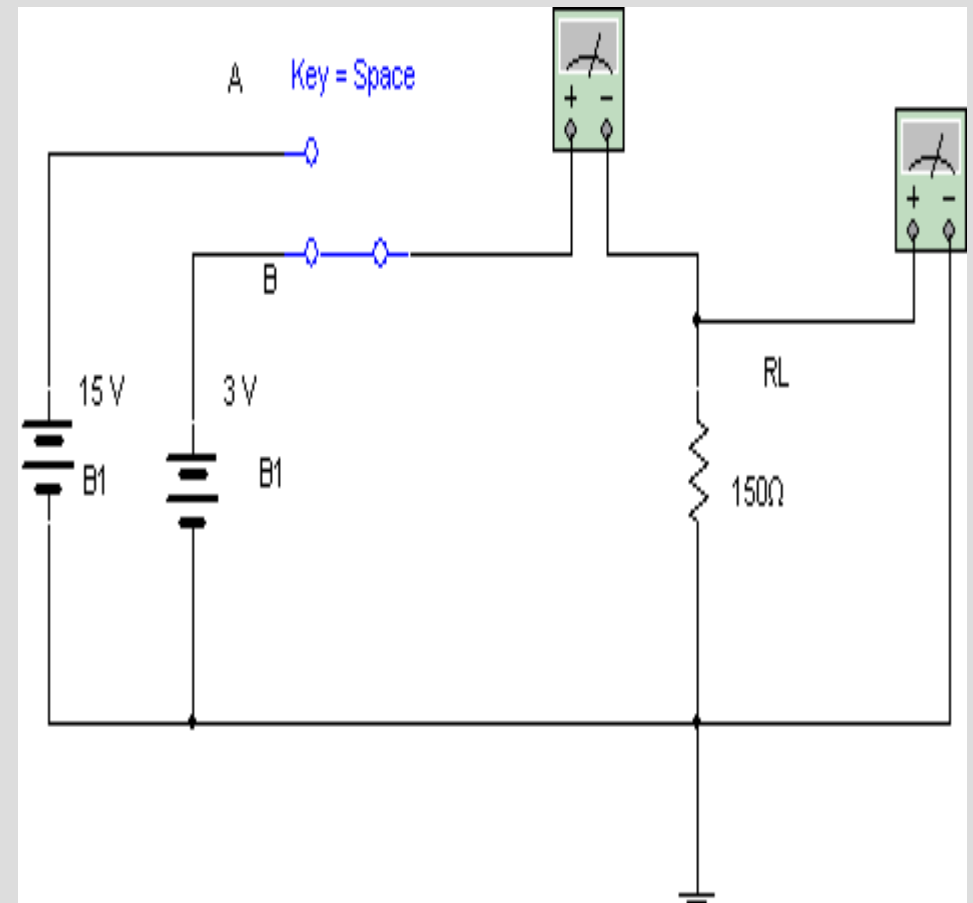 A Key = Space
+ −
+ −
B
RL
15 V 3 V
B1 B1
150Ω